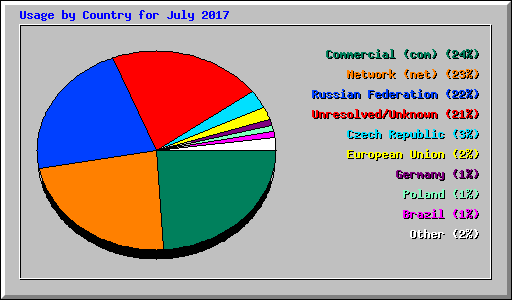 Usage by Country for July 2017
Commercial (com) (24%)
Network (net) (23%)
Russian Federation (22%)
Unresolved/Unknown (21%)
Czech Republic (3%)
European Union (2%)
Germany (1%)
Poland (1%)
Brazil (1%)
Other (2%)